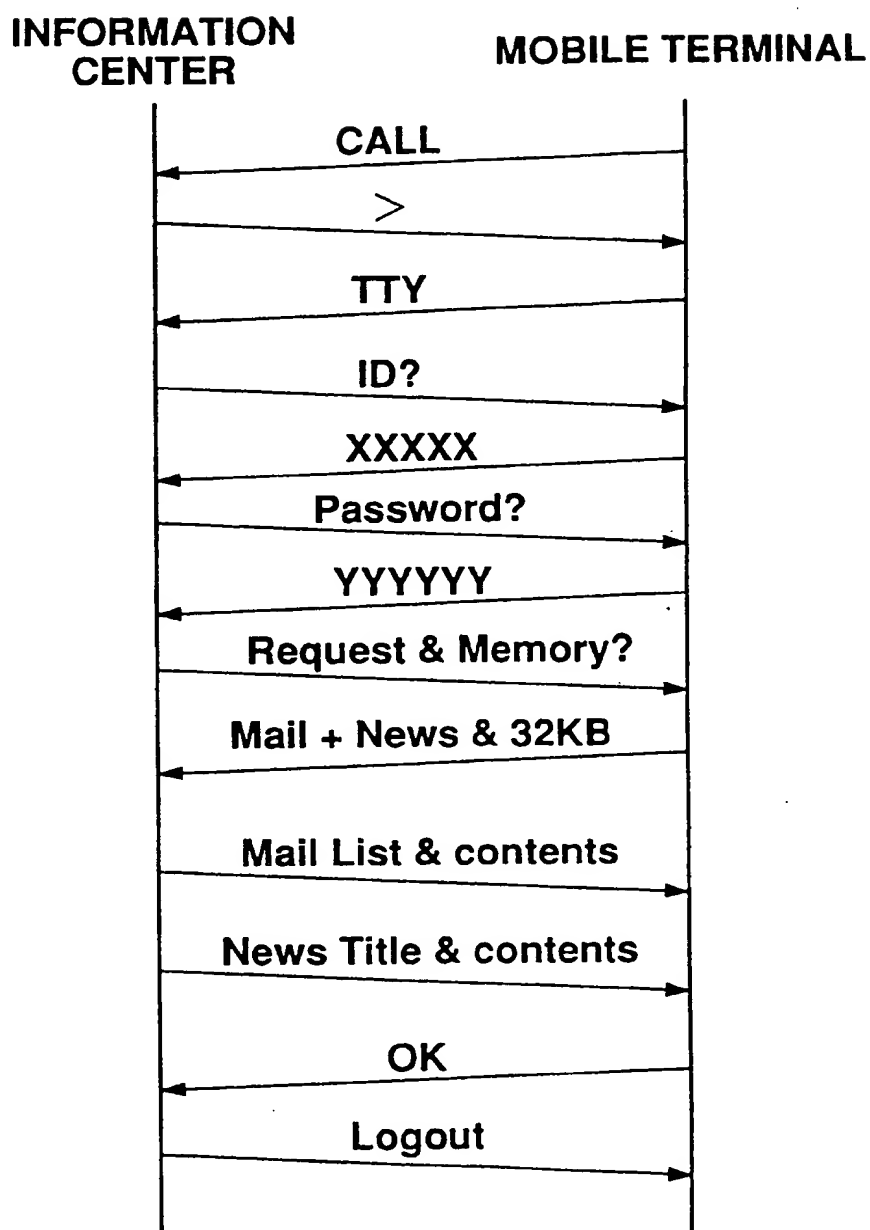 INFORMATION
CENTER
MOBILE TERMINAL
CALL
>
TTY
ID?
XXXXX
Password?
YYYYYY
Request & Memory?
Mail + News & 32KB
Mail List & contents
News Title & contents
OK
Logout